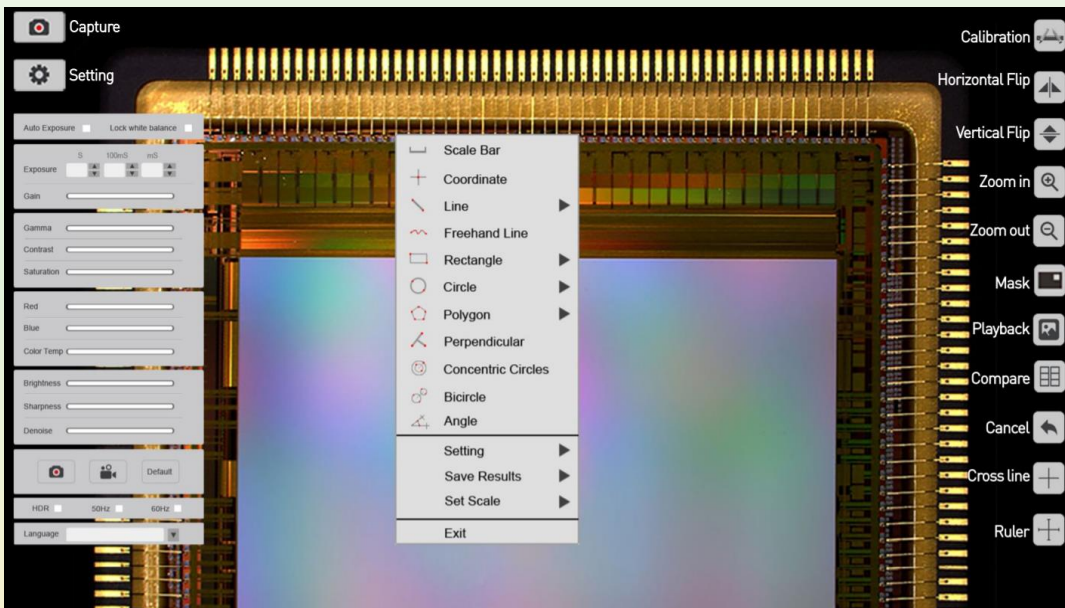 Capture
Setting
Auto Exposure Lock white balance
S 100mS mS
Exposure
Gain
Gamma
Contrast
Saturation
Red
Blue
Color Temp
Brightness
Sharpness
Denoise
Default
HDR 50Hz 60Hz
Language
Scale Bar
Coordinate
Line
Freehand Line
Rectangle
Circle
Polygon
Perpendicular
Concentric Circles
Bicircle
Angle
Setting
Save Results
Set Scale
Exit
Calibration
Horizontal Flip
Vertical Flip
Zoom in
Zoom out
Mask
Playback
Compare
Cancel
Cross line
Ruler